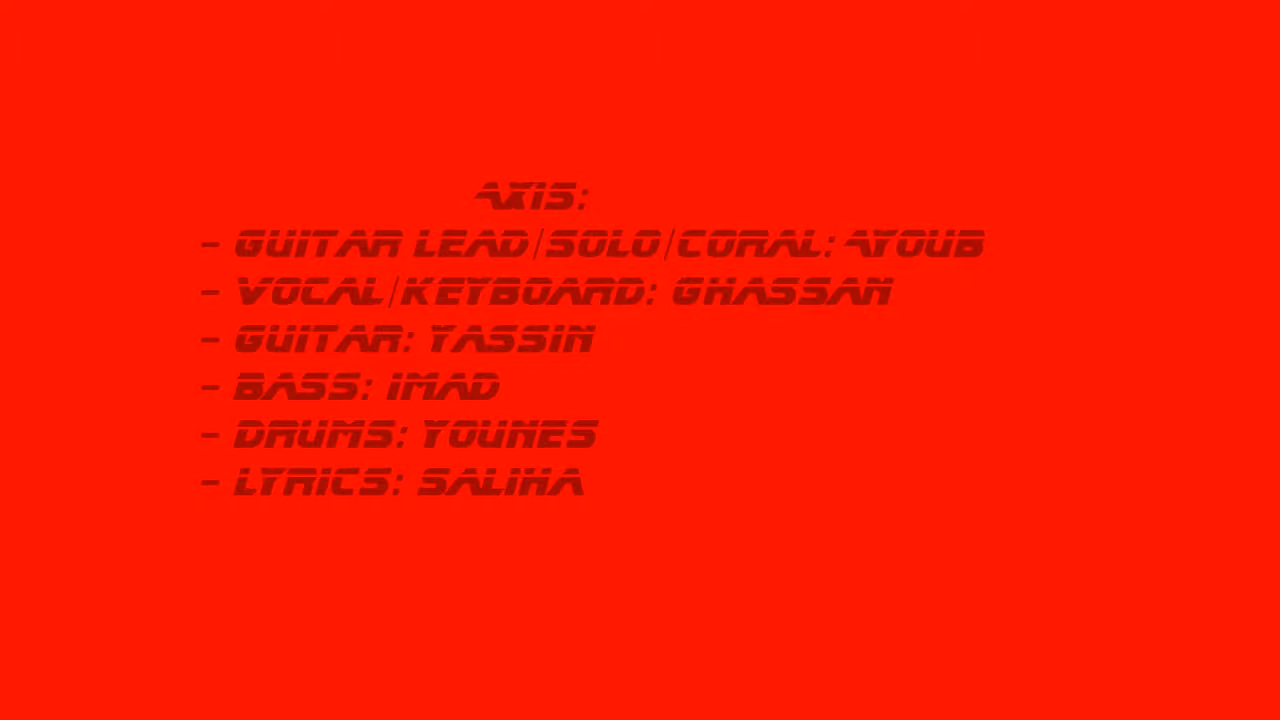 AXIS:
- GUITAR LEAD/SOLO/CORAL: AYOUB
- VOCAL/KEYBOARD: GHASSAN
- GUITAR: YASSIN
- BASS: IMAD
- DRUMS: YOUNES
- LYRICS: SALIHA